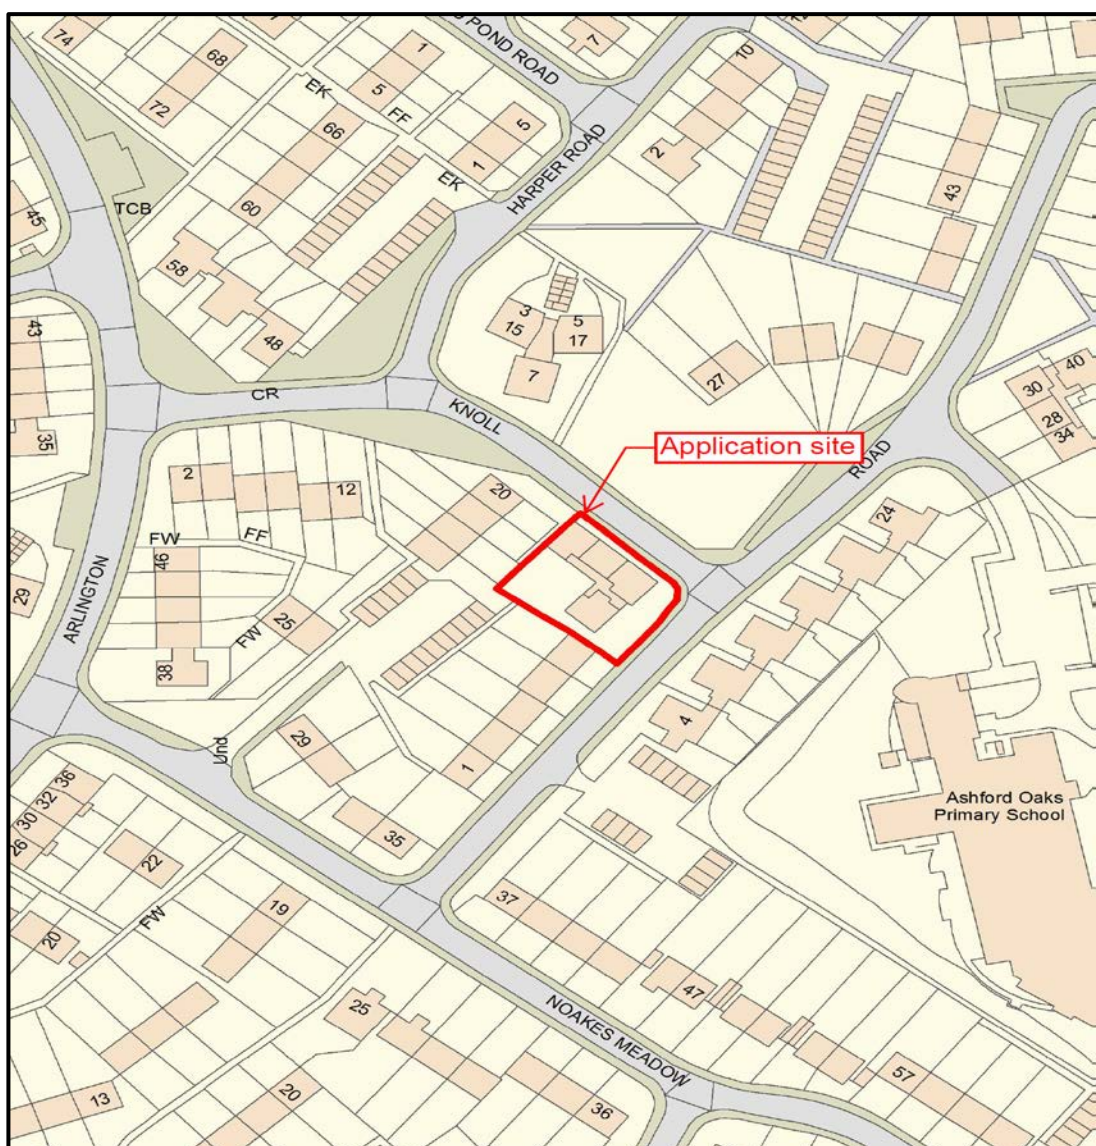 74
68
72
1
5
POND ROAD
7
10
EK
FF
66
5
1
EK
2
HARPER ROAD
43
45
TCB
60
58
48
3
15
5
17
7
27
40
30
28
34
43
35
CR
KNOLL
Application site
ROAD
2
12
20
24
FW
FF
46
29
ARLINGTON
25
FW
38
4
Und
29
1
35
Ashford Oaks
Primary School
36
32
30
26
22
FW
20
19
37
47
25
NOAKES MEADOW
57
13
20
36